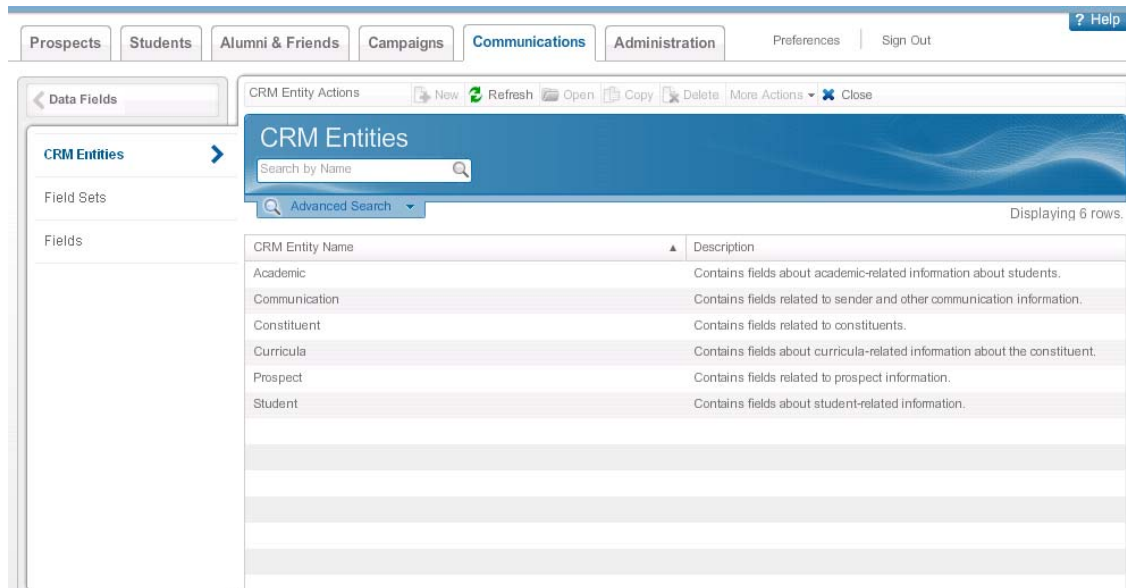 ? Help
Prospects Students Alumni & Friends Campaigns Communications Administration Preferences Sign Out
Data Fields
CRM Entity Actions New Refresh Open Copy Delete More Actions Close
CRM Entities
CRM Entities
Search by Name
Field Sets
Advanced Search
Displaying 6 rows.
Fields
CRM Entity Name Description
Academic Contains fields about academic-related information about students.
Communication Contains fields related to sender and other communication information.
Constituent Contains fields related to constituents.
Curricula Contains fields about curricula-related information about the constituent.
Prospect Contains fields related to prospect information.
Student Contains fields about student-related information.